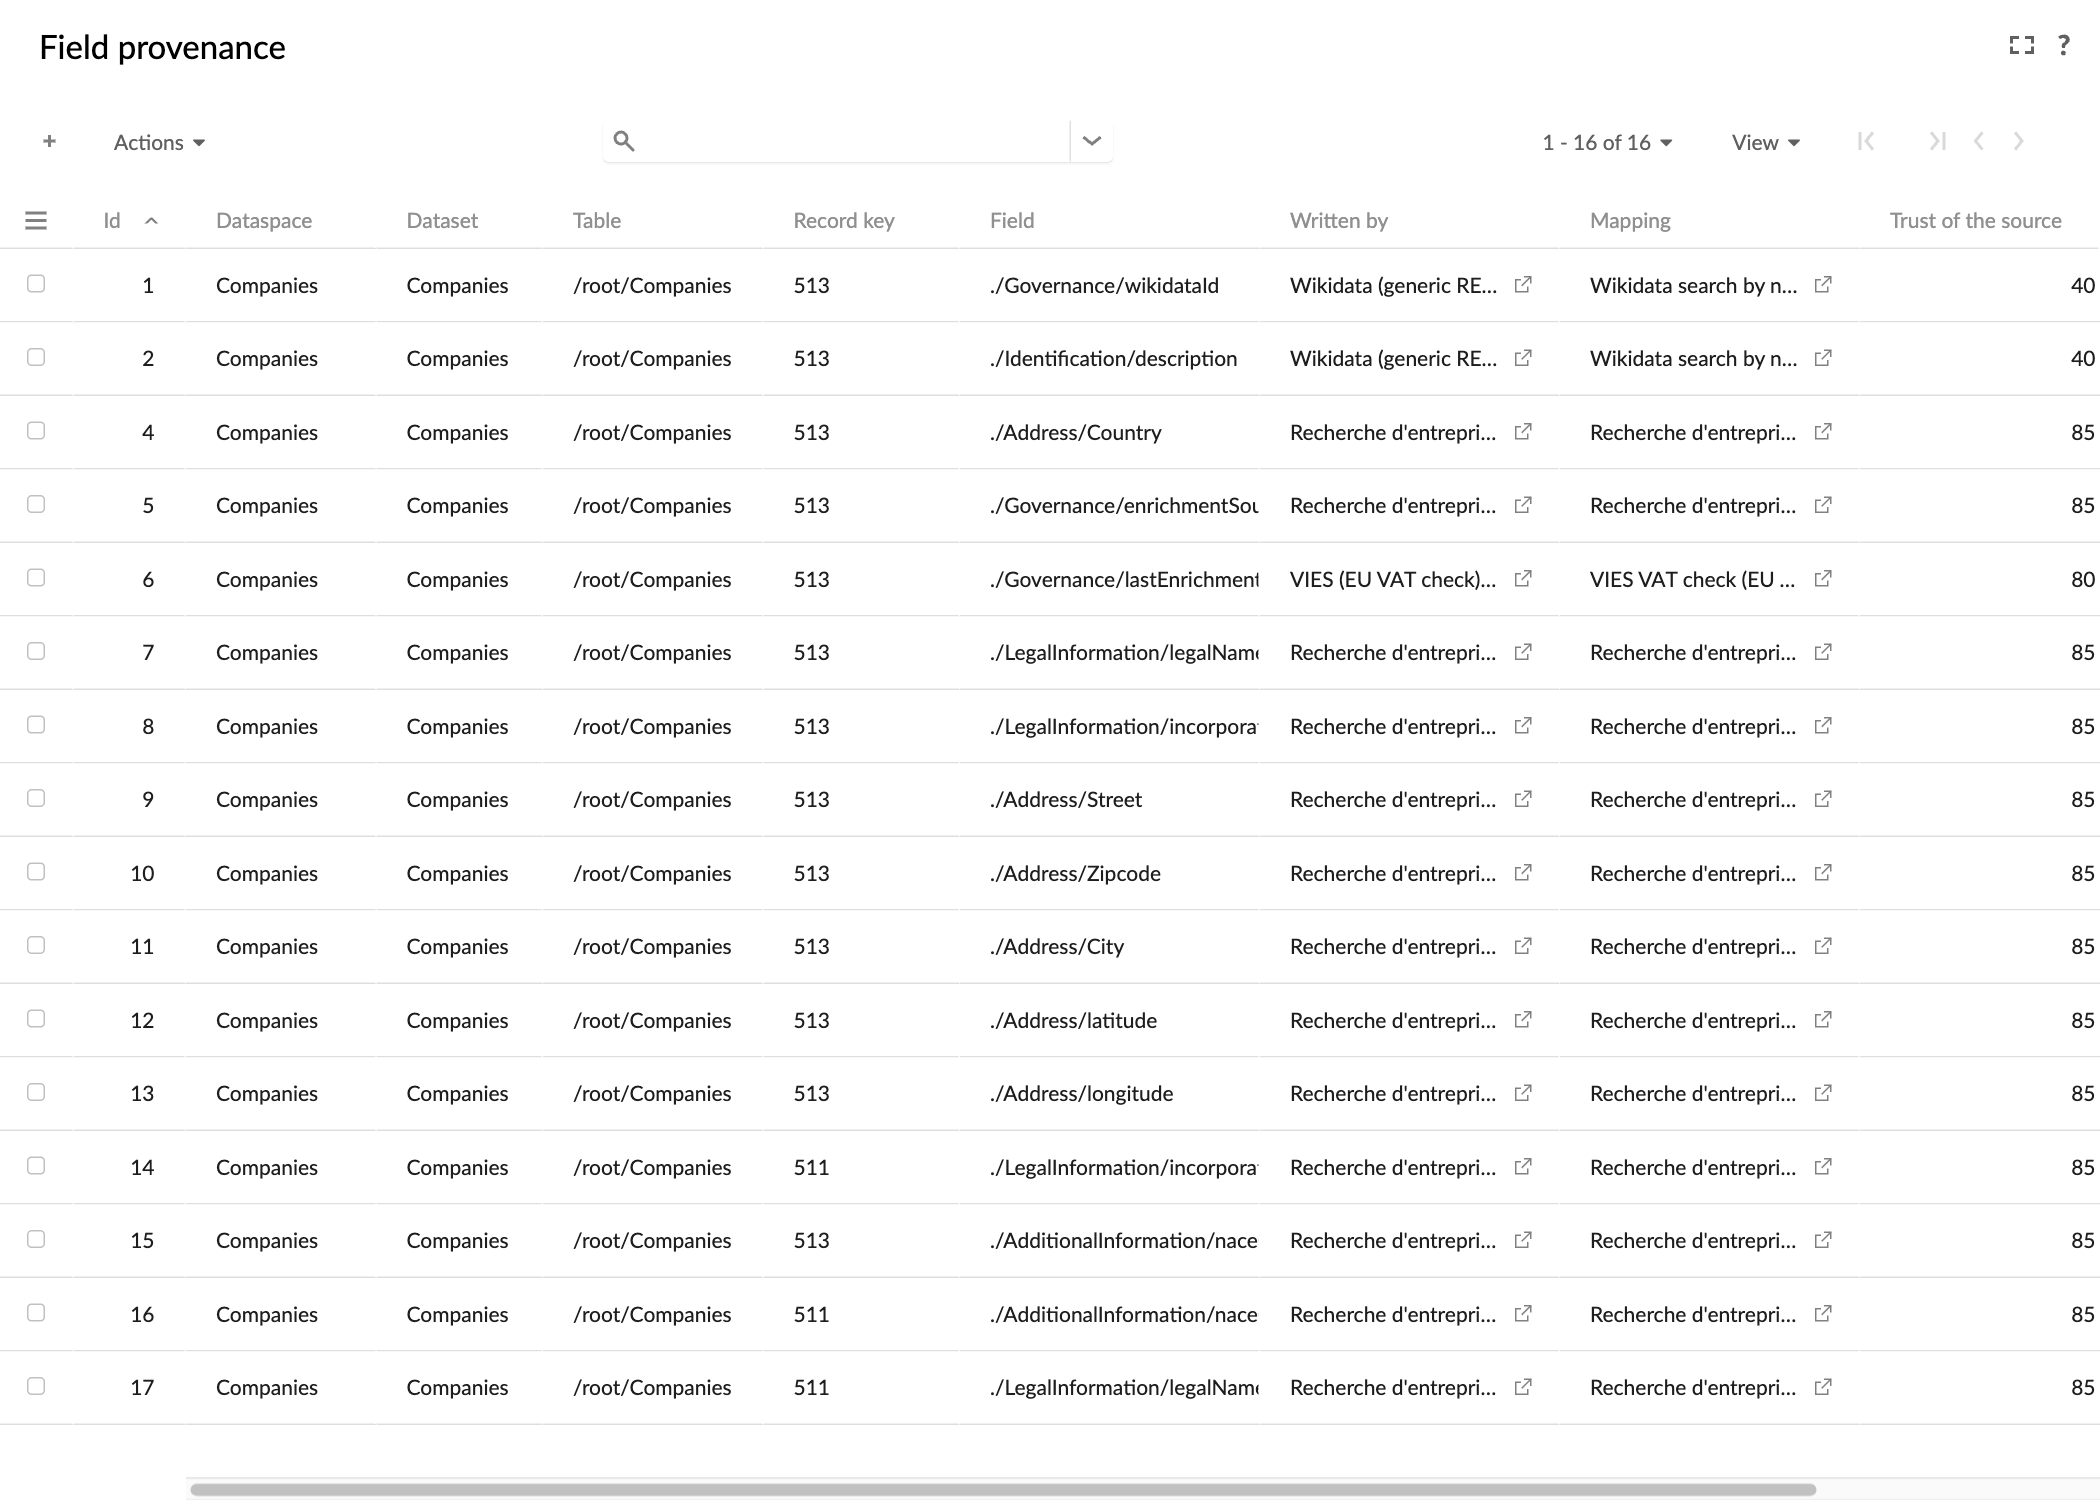 Field provenance
?
+ Actions 1 - 16 of 16 View
Id Dataspace Dataset Table Record key Field Written by Mapping Trust of the source
1 Companies Companies /root/Companies 513 ./Governance/wikidataId Wikidata (generic RE... Wikidata search by n... 40
2 Companies Companies /root/Companies 513 ./Identification/description Wikidata (generic RE... Wikidata search by n... 40
4 Companies Companies /root/Companies 513 ./Address/Country Recherche d'entrepri... Recherche d'entrepri... 85
5 Companies Companies /root/Companies 513 ./Governance/enrichmentSou Recherche d'entrepri... Recherche d'entrepri... 85
6 Companies Companies /root/Companies 513 ./Governance/lastEnrichment VIES (EU VAT check)... VIES VAT check (EU ... 80
7 Companies Companies /root/Companies 513 ./LegalInformation/legalName Recherche d'entrepri... Recherche d'entrepri... 85
8 Companies Companies /root/Companies 513 ./LegalInformation/incorpora Recherche d'entrepri... Recherche d'entrepri... 85
9 Companies Companies /root/Companies 513 ./Address/Street Recherche d'entrepri... Recherche d'entrepri... 85
10 Companies Companies /root/Companies 513 ./Address/Zipcode Recherche d'entrepri... Recherche d'entrepri... 85
11 Companies Companies /root/Companies 513 ./Address/City Recherche d'entrepri... Recherche d'entrepri... 85
12 Companies Companies /root/Companies 513 ./Address/latitude Recherche d'entrepri... Recherche d'entrepri... 85
13 Companies Companies /root/Companies 513 ./Address/longitude Recherche d'entrepri... Recherche d'entrepri... 85
14 Companies Companies /root/Companies 511 ./LegalInformation/incorpora Recherche d'entrepri... Recherche d'entrepri... 85
15 Companies Companies /root/Companies 513 ./AdditionalInformation/nace Recherche d'entrepri... Recherche d'entrepri... 85
16 Companies Companies /root/Companies 511 ./AdditionalInformation/nace Recherche d'entrepri... Recherche d'entrepri... 85
17 Companies Companies /root/Companies 511 ./LegalInformation/legalName Recherche d'entrepri... Recherche d'entrepri... 85